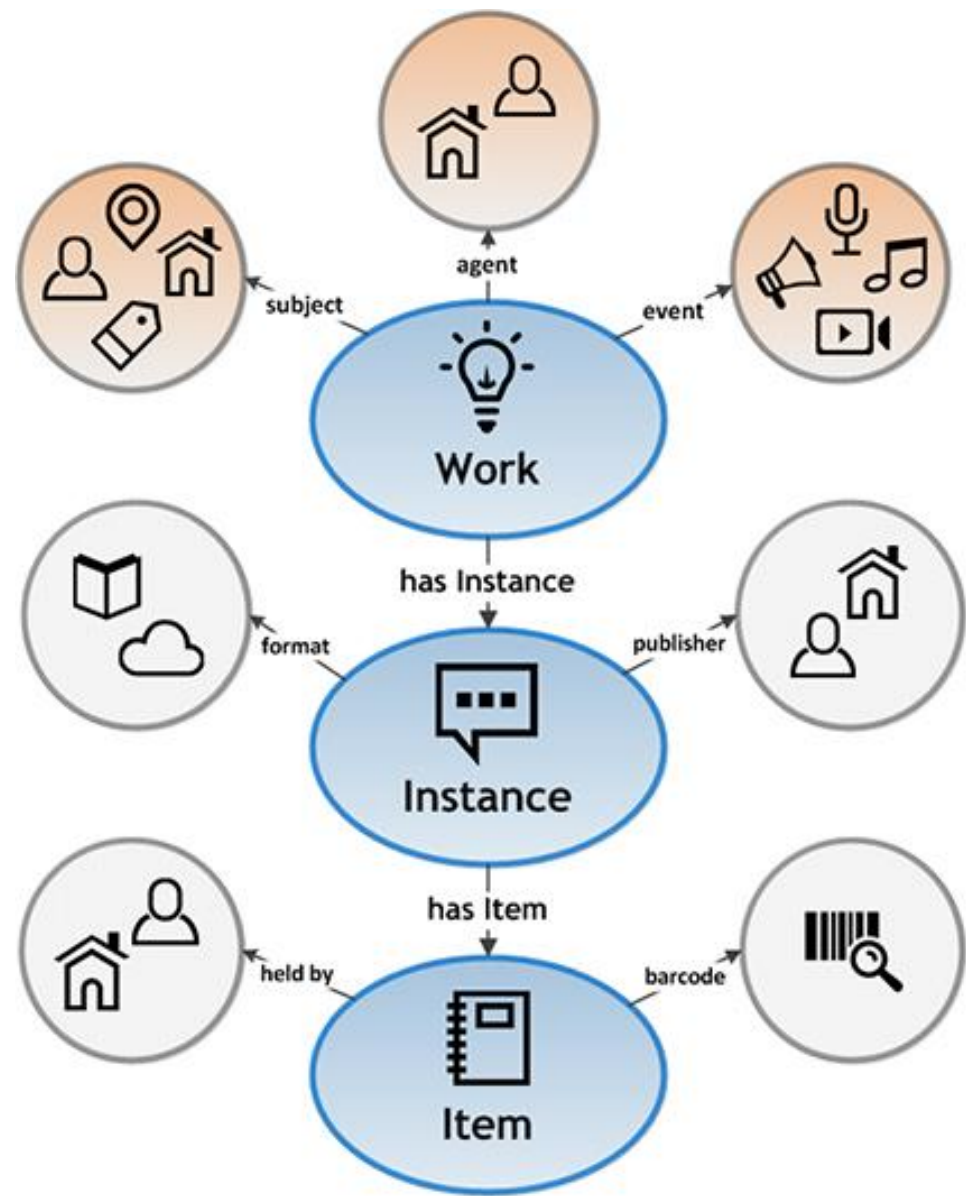 agent
subject
event
Work
has Instance
format
publisher
Instance
has Item
held by
barcode
Item